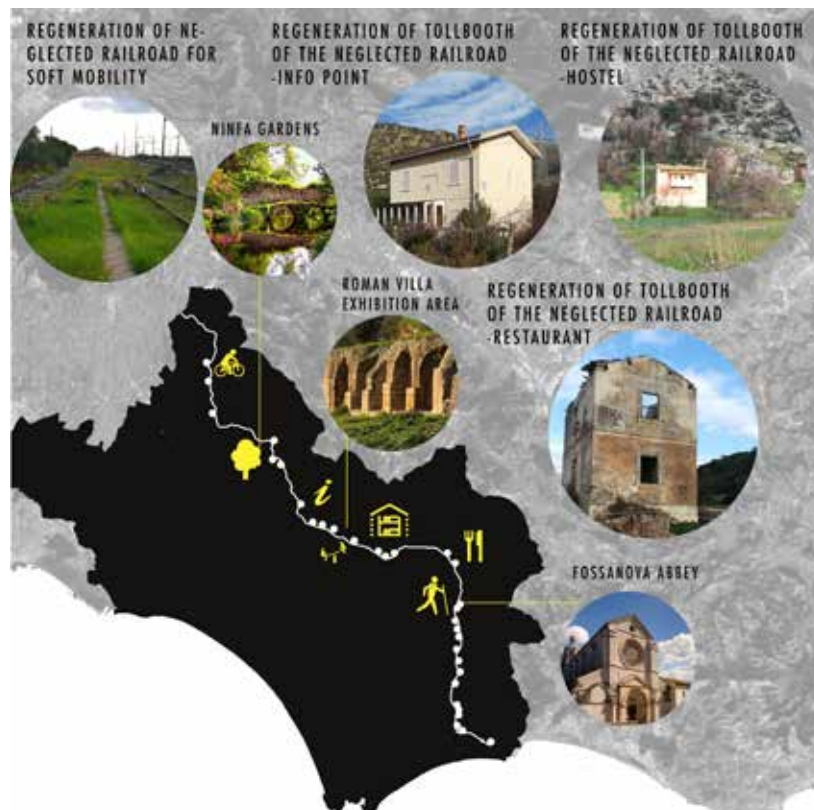 REGENERATION OF NE-
GLECTED RAILROAD FOR
SOFT MOBILITY
REGENERATION OF TOLLBOOTH
OF THE NEGLECTED RAILROAD
-INFO POINT
REGENERATION OF TOLLBOOTH
OF THE NEGLECTED RAILROAD
-HOSTEL
NINFA GARDENS
ROMAN VILLA
EXHIBITION AREA
REGENERATION OF TOLLBOOTH
OF THE NEGLECTED RAILROAD
-RESTAURANT
i
FOSSANOVA ABBEY